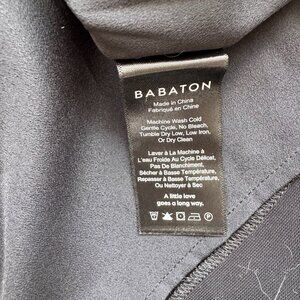 BABATON
Made in China
Fabriqué en Chine
Machine Wash Cold
Gentle Cycle, No Bleach,
Tumble Dry Low, Low Iron,
Or Dry Clean
Laver À La Machine À
L'eau Froide Au Cycle Délicat,
Pas De Blanchiment,
Sécher à Basse Température,
Repasser à Basse Température
Ou Nettoyer à Sec
A little love
goes a long way.